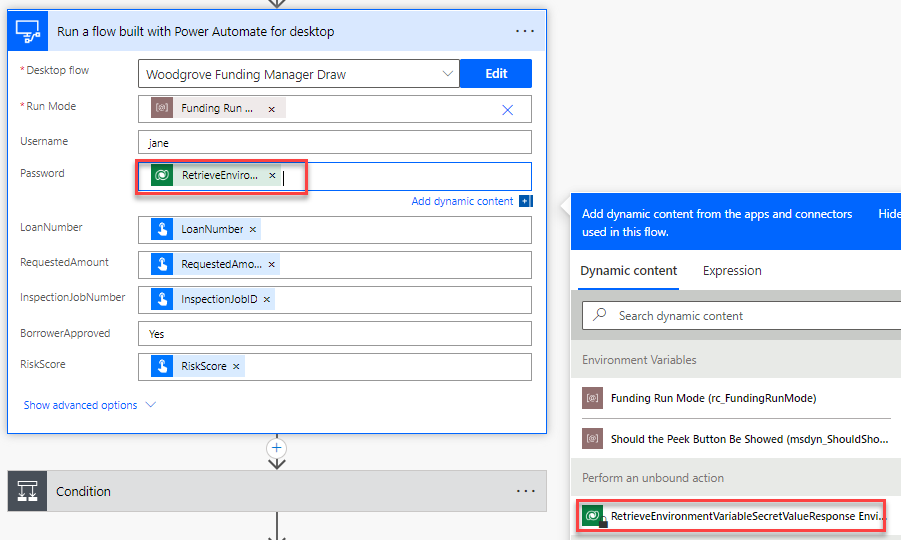 Run a flow built with Power Automate for desktop
* Desktop flow
Woodgrove Funding Manager Draw
Edit
* Run Mode
Funding Run ... ×
Username
jane
Password
RetrieveEnviro... ×
Add dynamic content
LoanNumber
LoanNumber ×
RequestedAmount
RequestedAmo... ×
InspectionJobNumber
InspectionJobID ×
BorrowerApproved
Yes
RiskScore
RiskScore ×
Show advanced options
Condition
Add dynamic content from the apps and connectors
used in this flow.
Hide
Dynamic content
Expression
Search dynamic content
Environment Variables
Funding Run Mode (rc_FundingRunMode)
Should the Peek Button Be Showed (msdyn_ShouldSho...
Perform an unbound action
RetrieveEnvironmentVariableSecretValueResponse Envi...